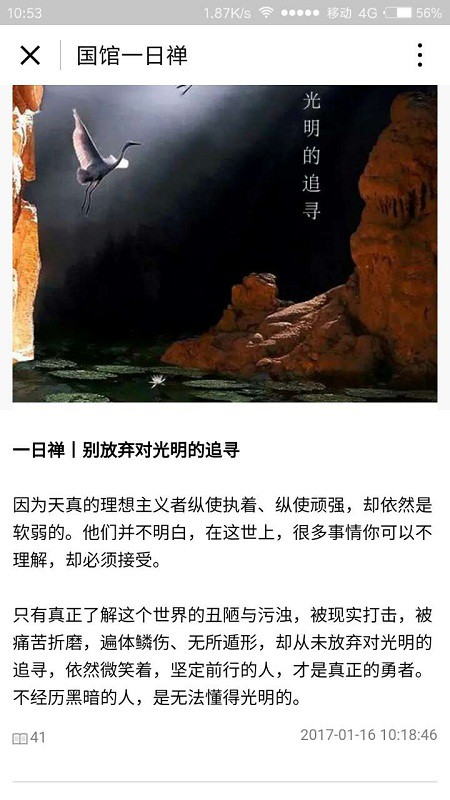 10:53 1.87K/s 移动 4G 56%
国馆一日禅
光明的追寻
一日禅丨别放弃对光明的追寻
因为天真的理想主义者纵使执着、纵使顽强，却依然是
软弱的。他们并不明白，在这世上，很多事情你可以不
理解，却必须接受。
只有真正了解这个世界的丑陋与污浊，被现实打击，被
痛苦折磨，遍体鳞伤、无所遁形，却从未放弃对光明的
追寻，依然微笑着，坚定前行的人，才是真正的勇者。
不经历黑暗的人，是无法懂得光明的。
41 2017-01-16 10:18:46